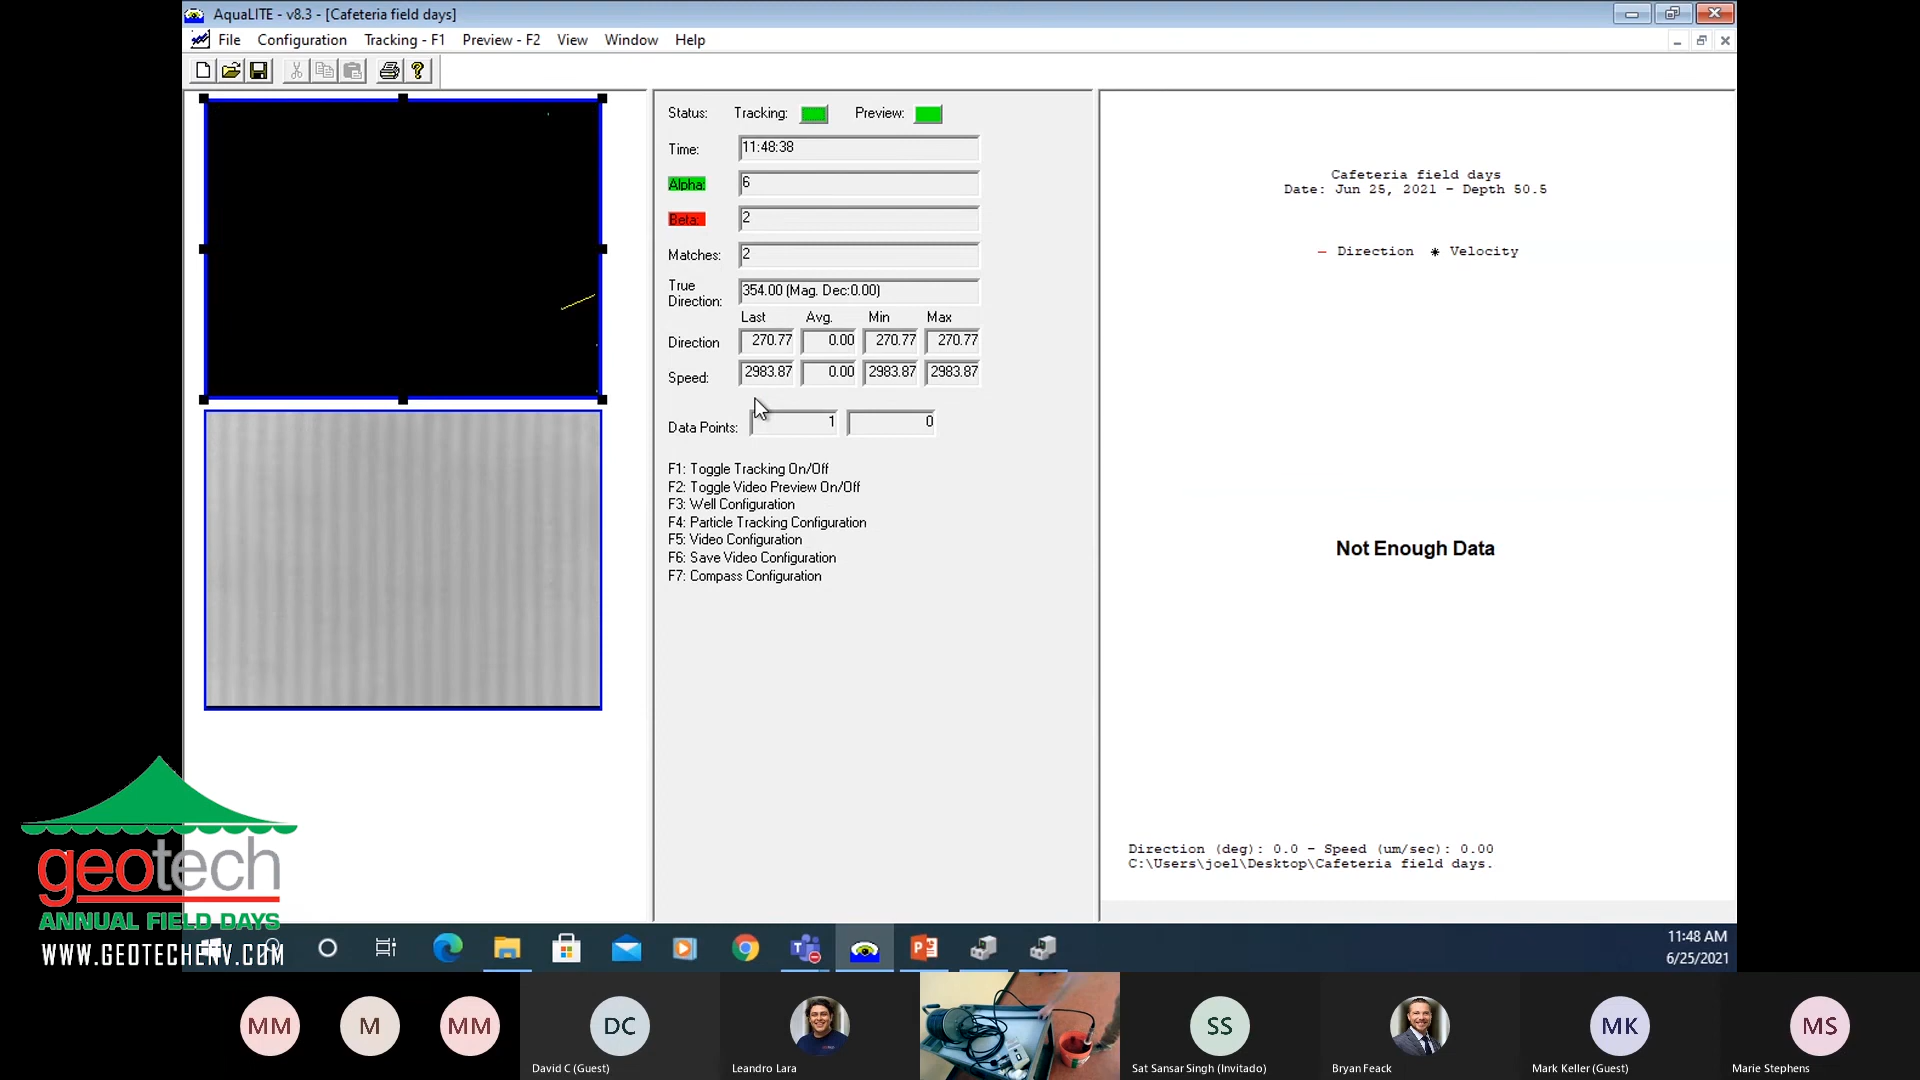 AquaLITE - v8.3 - [Cafeteria field days]
File Configuration Tracking - F1 Preview - F2 View Window Help
Status: Tracking: Preview:
Time: 11:48:38
Alpha: 6
Beta: 2
Matches: 2
True Direction: 354.00 (Mag. Dec:0.00)
Last Avg. Min Max
Direction 270.77 0.00 270.77 270.77
Speed: 2983.87 0.00 2983.87 2983.87
Data Points: 1 0
F1: Toggle Tracking On/Off
F2: Toggle Video Preview On/Off
F3: Well Configuration
F4: Particle Tracking Configuration
F5: Video Configuration
F6: Save Video Configuration
F7: Compass Configuration
Cafeteria field days
Date: Jun 25, 2021 - Depth 50.5
— Direction * Velocity
Not Enough Data
Direction (deg): 0.0 - Speed (um/sec): 0.00
C:\Users\joel\Desktop\Cafeteria field days.
geotech
ANNUAL FIELD DAYS
WWW.GEOTECHENV.COM
11:48 AM
6/25/2021
MM M MM DC SS MK MS
David C (Guest) Leandro Lara Sat Sansar Singh (Invitado) Bryan Feack Mark Keller (Guest) Marie Stephens